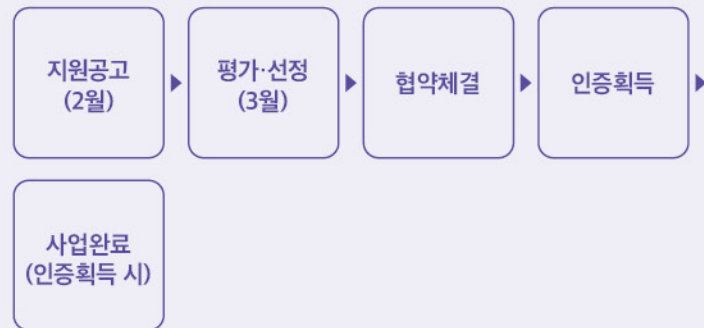 지원공고
(2월)
평가·선정
(3월)
협약체결
인증획득
사업완료
(인증획득 시)